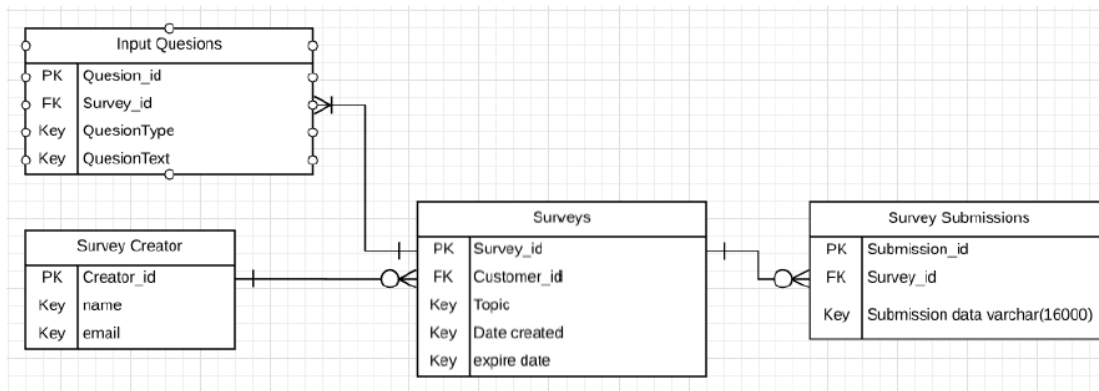 Input Quesions
PK Quesion_id
FK Survey_id
Key QuesionType
Key QuesionText
Survey Creator
PK Creator_id
Key name
Key email
Surveys
PK Survey_id
FK Customer_id
Key Topic
Key Date created
Key expire date
Survey Submissions
PK Submission_id
FK Survey_id
Key Submission data varchar(16000)